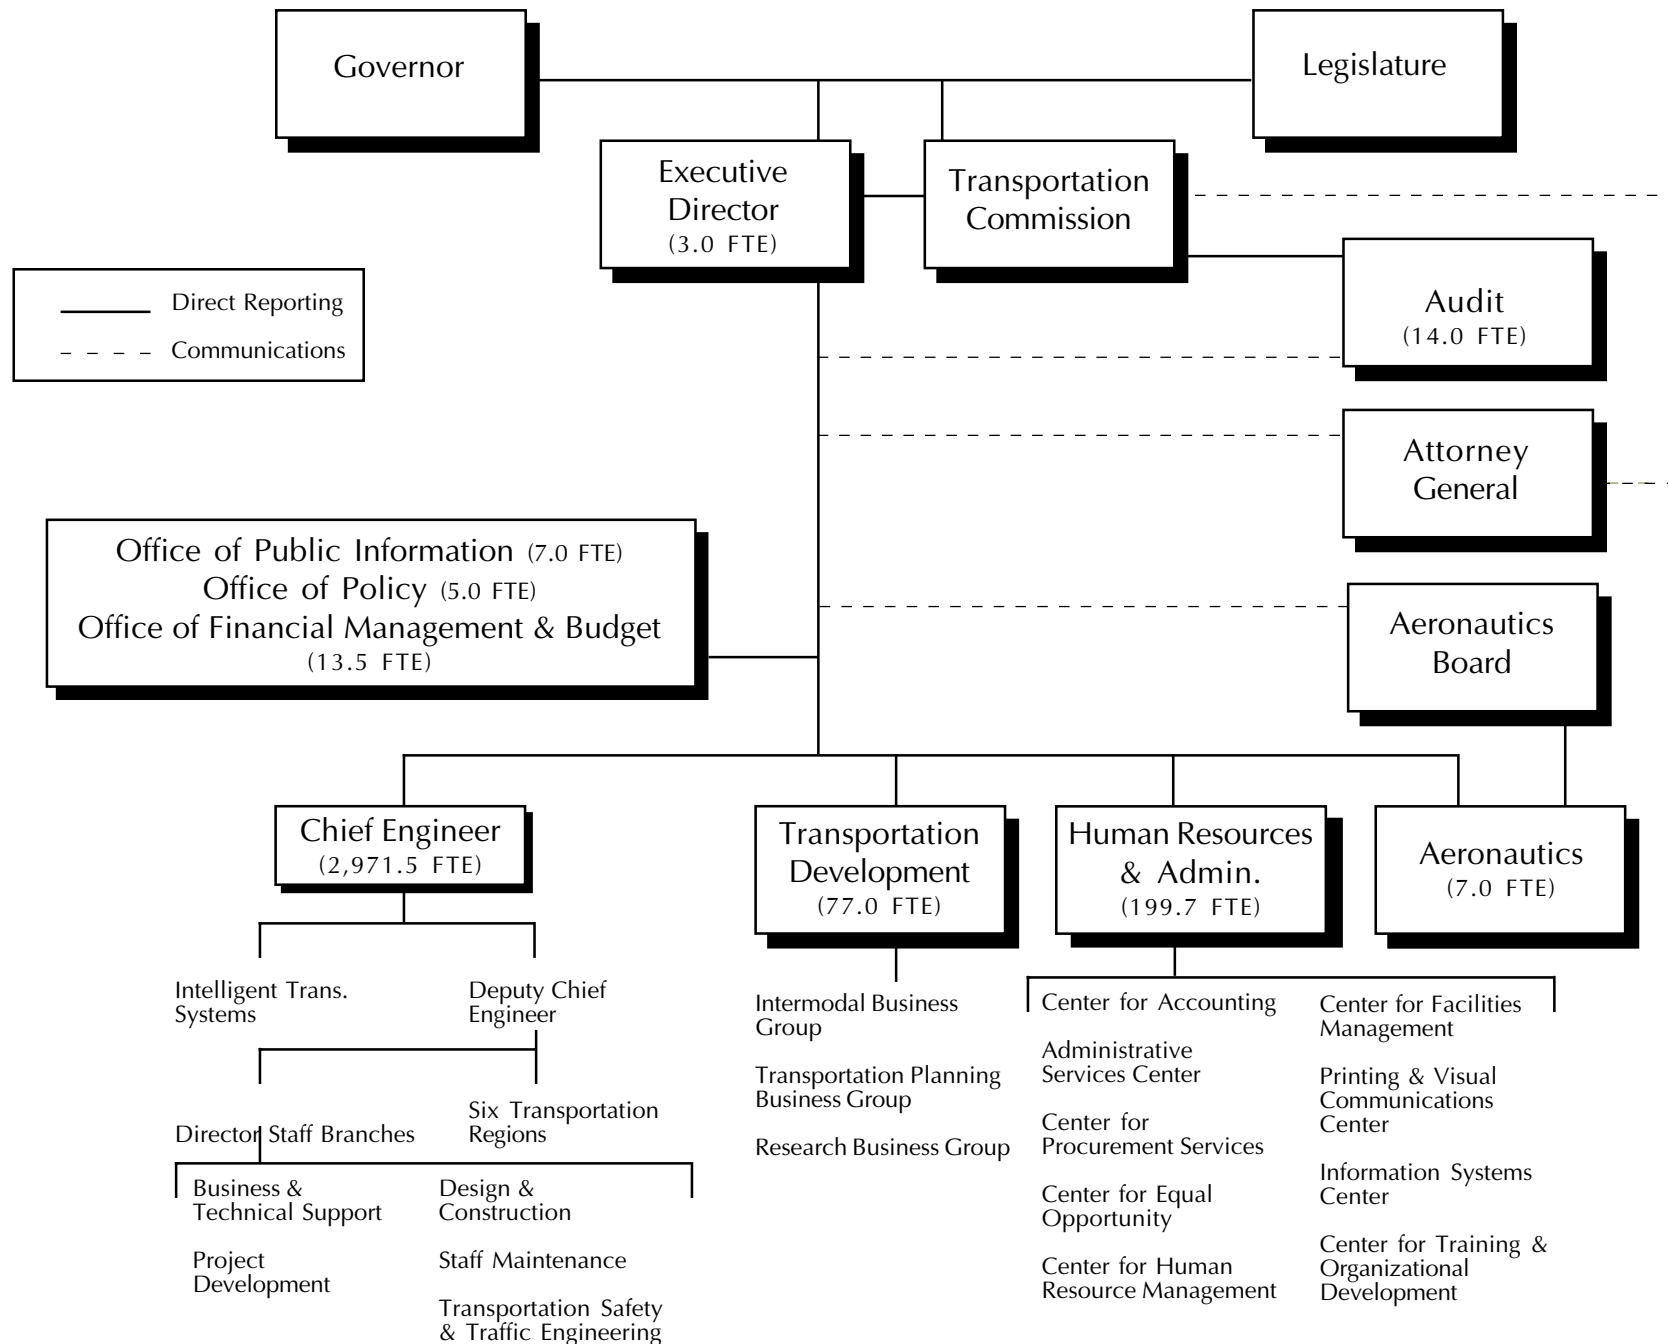 Governor
Legislature
Executive
Director
(3.0 FTE)
Transportation
Commission
Direct Reporting
Communications
Audit
(14.0 FTE)
Attorney
General
Office of Public Information (7.0 FTE)
Office of Policy (5.0 FTE)
Office of Financial Management & Budget
(13.5 FTE)
Aeronautics
Board
Chief Engineer
(2,971.5 FTE)
Transportation
Development
(77.0 FTE)
Human Resources
& Admin.
(199.7 FTE)
Aeronautics
(7.0 FTE)
Intelligent Trans.
Systems
Deputy Chief
Engineer
Director Staff Branches
Six Transportation
Regions
Business &
Technical Support
Project
Development
Design &
Construction
Staff Maintenance
Transportation Safety
& Traffic Engineering
Intermodal Business
Group
Transportation Planning
Business Group
Research Business Group
Center for Accounting
Administrative
Services Center
Center for
Procurement Services
Center for Equal
Opportunity
Center for Human
Resource Management
Center for Facilities
Management
Printing & Visual
Communications
Center
Information Systems
Center
Center for Training &
Organizational
Development